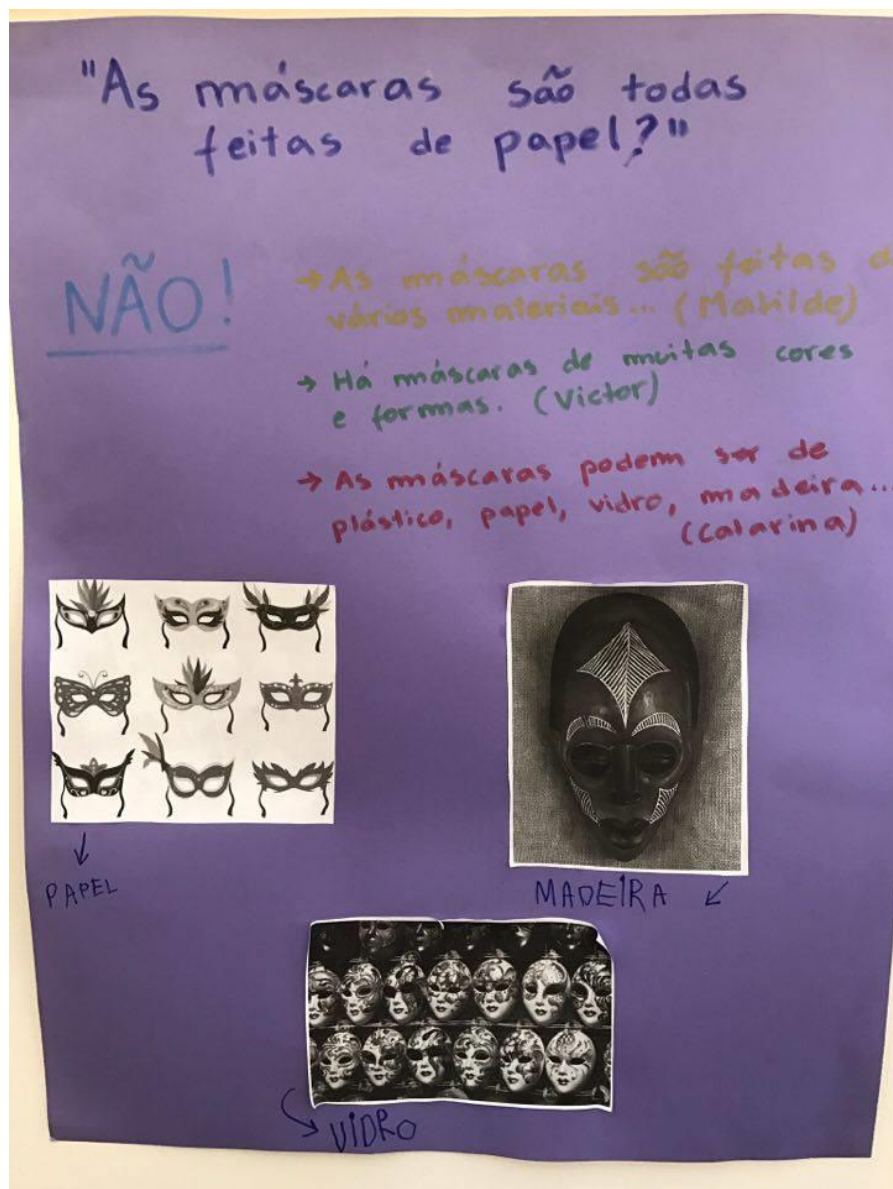 "As máscaras são todas
feitas de papel?"
NÃO!
→ As máscaras são feitas d
vários materiais... (Matilde)
→ Há máscaras de muitas cores
e formas. (Victor)
→ As máscaras podem ser de
plástico, papel, vidro, madeira...
(Catarina)
PAPEL
MADEIRA
VIDRO